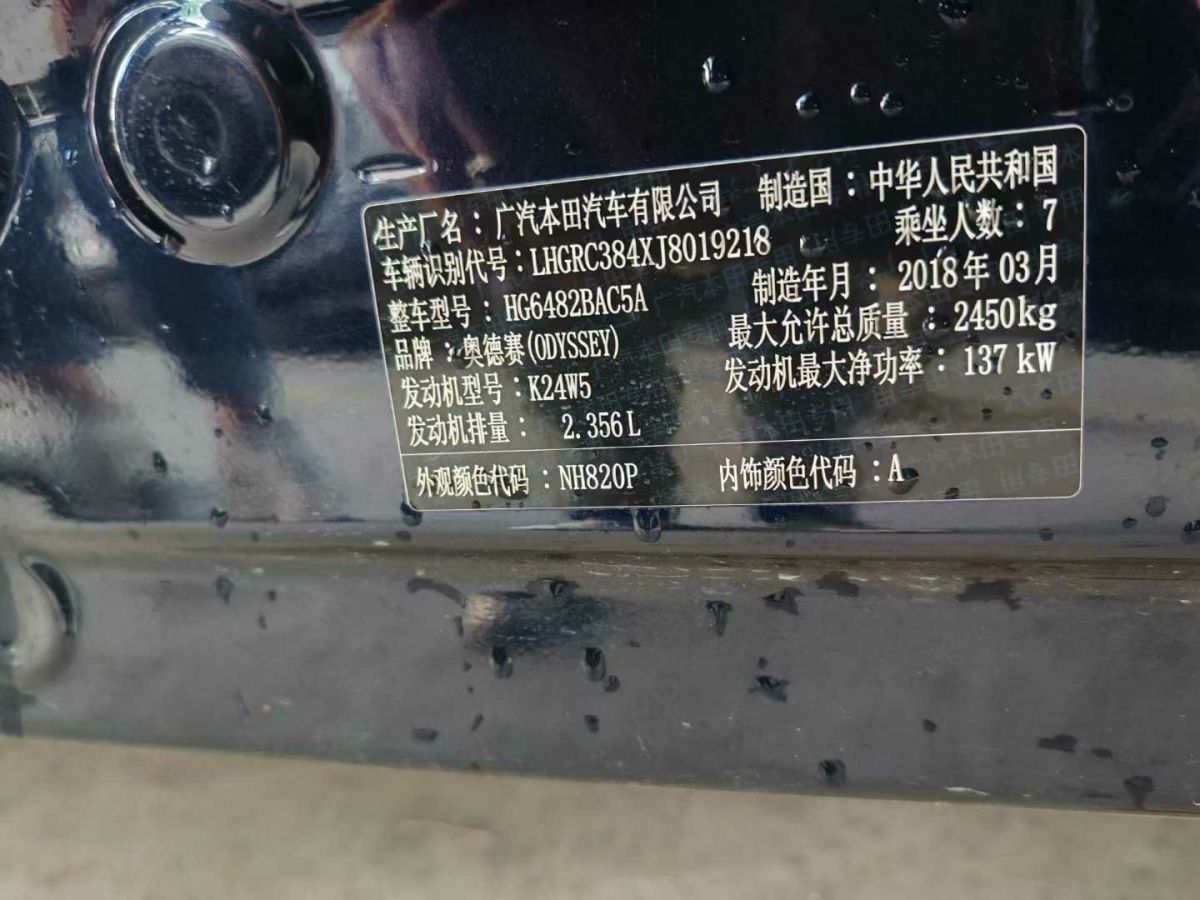 生产厂名：广汽本田汽车有限公司 制造国：中华人民共和国
车辆识别代号：LHGRC384XJ8019218 乘坐人数：7
整车型号：HG6482BAC5A 制造年月：2018年03月
品牌：奥德赛(ODYSSEY) 最大允许总质量：2450kg
发动机型号：K24W5 发动机最大净功率：137kW
发动机排量：2.356L
外观颜色代码：NH820P 内饰颜色代码：A